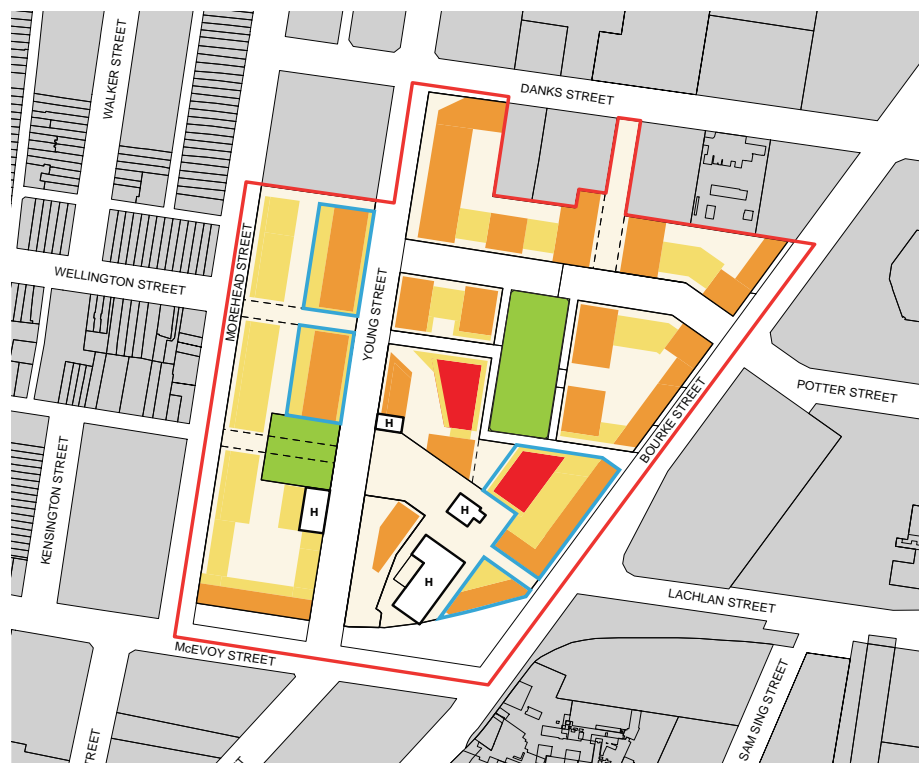 WALKER STREET
DANKS STREET
WELLINGTON STREET
MOREHEAD STREET
YOUNG STREET
POTTER STREET
BOURKE STREET
H
H
H
H
KENSINGTON STREET
LACHLAN STREET
McEVOY STREET
SAM SING STREET
STREET